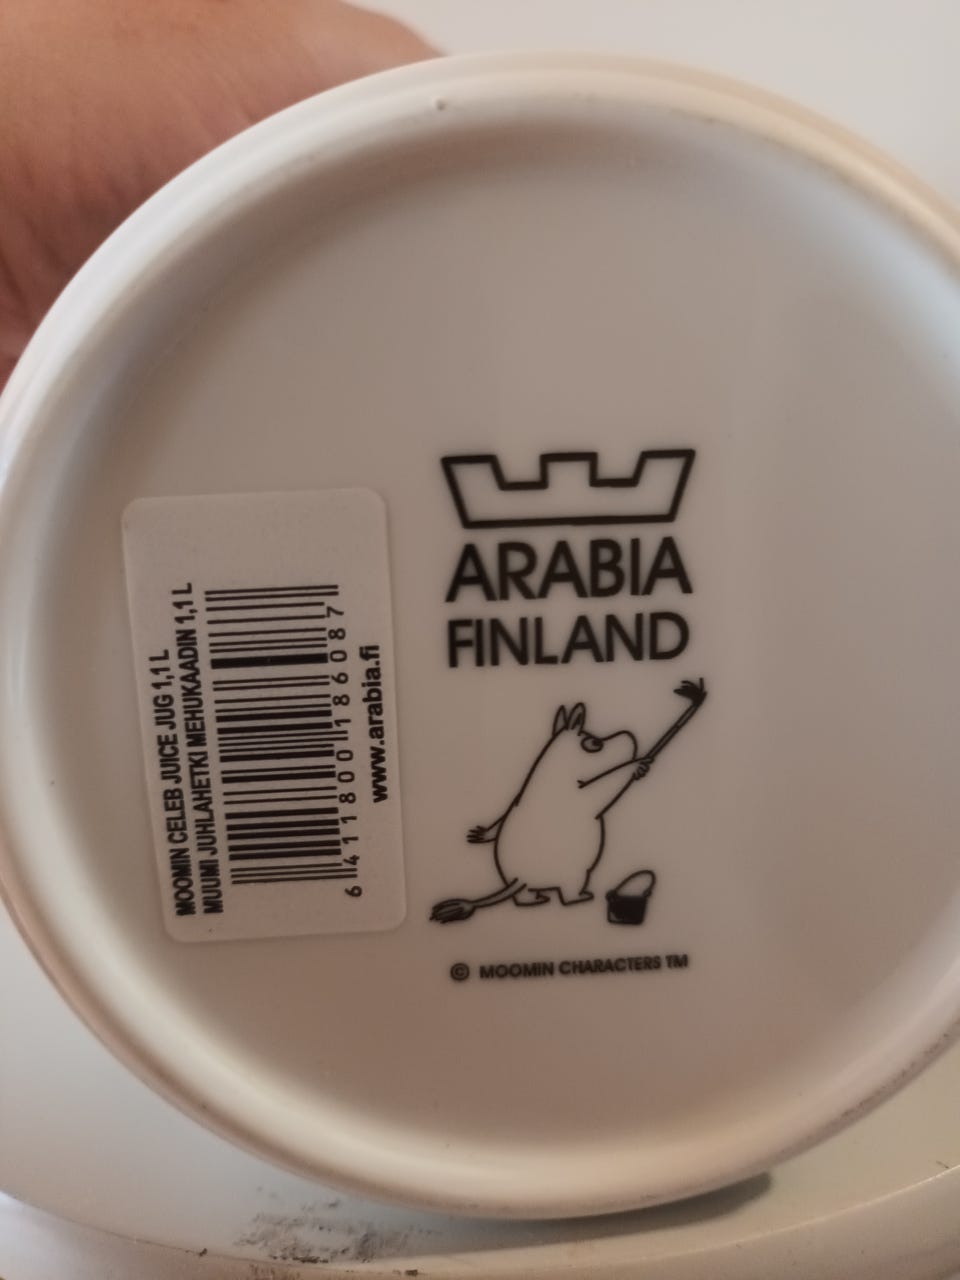 ARABIA
FINLAND
© MOOMIN CHARACTERS TM
MOOMIN CELEB JUICE JUG 1,1 L
MUUMI JUHLAHETKI MEHUKAADIN 1,1 L
6 411800 186087
www.arabia.fi